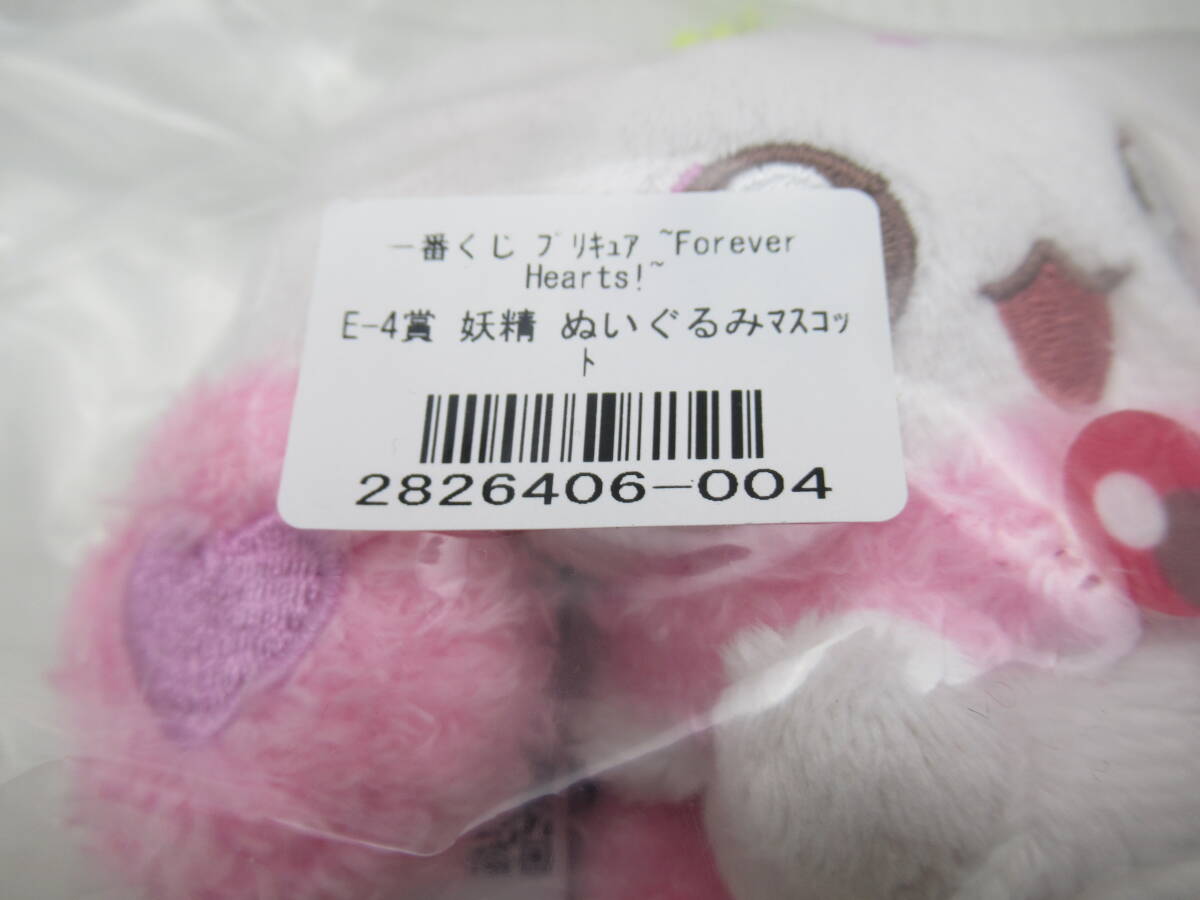 一番くじ プリキュア ~Forever
Hearts!~
E-4賞 妖精 ぬいぐるみマスコッ
ト
2826406-004